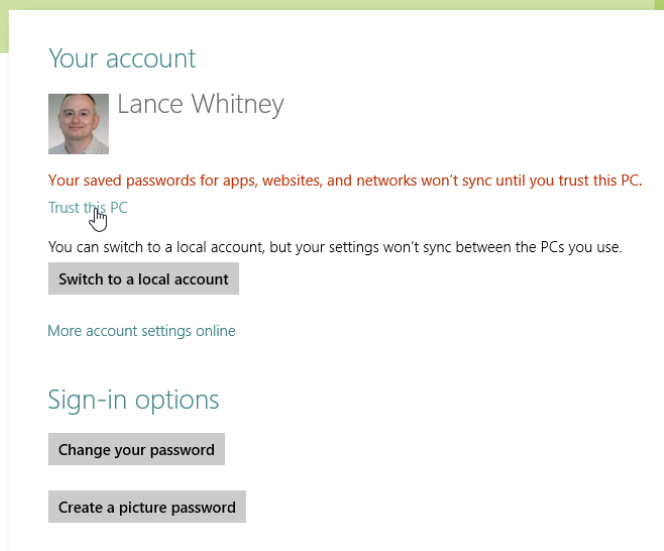 Your account
Lance Whitney
Your saved passwords for apps, websites, and networks won't sync until you trust this PC.
Trust this PC
You can switch to a local account, but your settings won't sync between the PCs you use.
Switch to a local account
More account settings online
Sign-in options
Change your password
Create a picture password